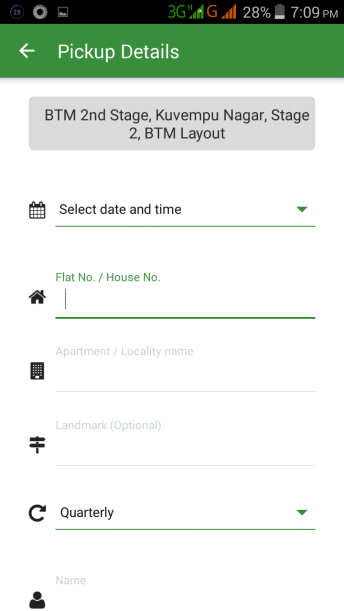 28 3G H G 28% 7:09 PM
Pickup Details
BTM 2nd Stage, Kuvempu Nagar, Stage
2, BTM Layout
Select date and time
Flat No. / House No.
Apartment / Locality name
Landmark (Optional)
Quarterly
Name